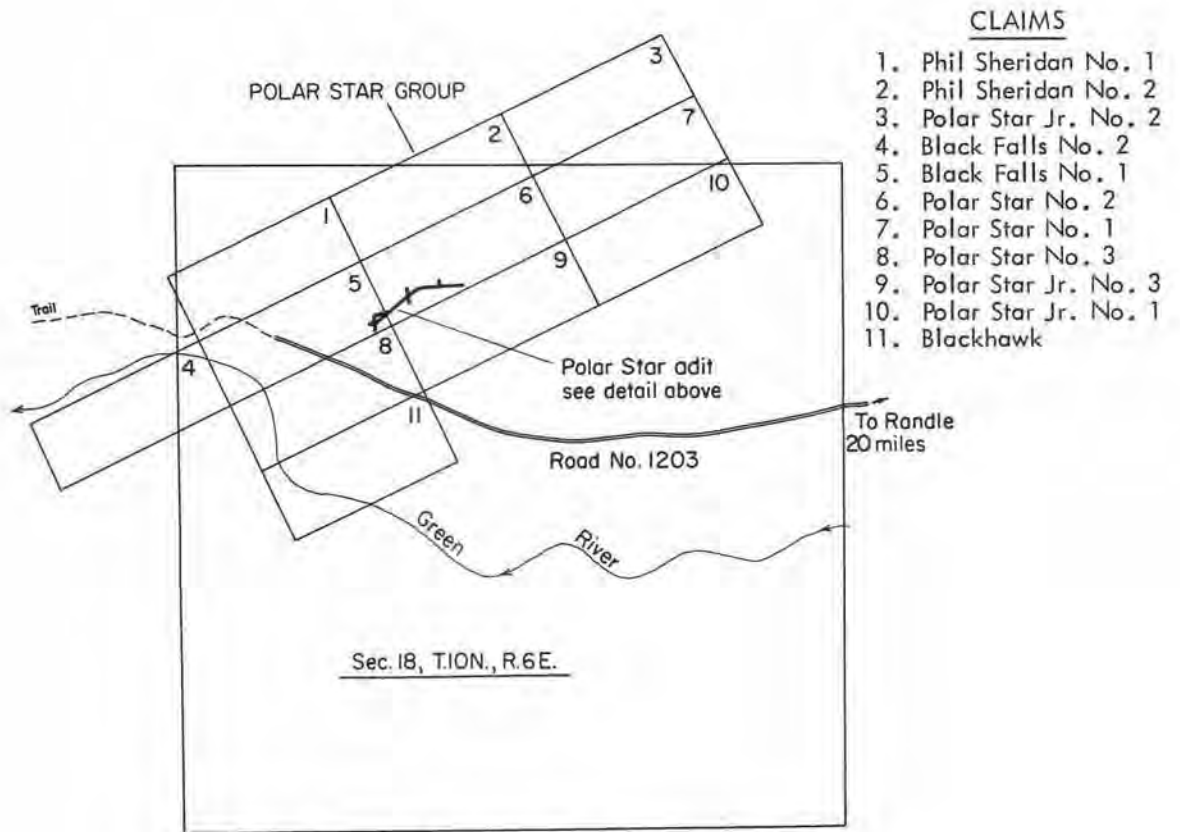 CLAIMS
1. Phil Sheridan No. 1
2. Phil Sheridan No. 2
3. Polar Star Jr. No. 2
4. Black Falls No. 2
5. Black Falls No. 1
6. Polar Star No. 2
7. Polar Star No. 1
8. Polar Star No. 3
9. Polar Star Jr. No. 3
10. Polar Star Jr. No. 1
11. Blackhawk
POLAR STAR GROUP
3
2
7
1
6
10
5
9
Trail
8
4
11
Polar Star adit
see detail above
To Randle
20 miles
Road No. 1203
Green River
Sec. 18, T.10N., R.6E.